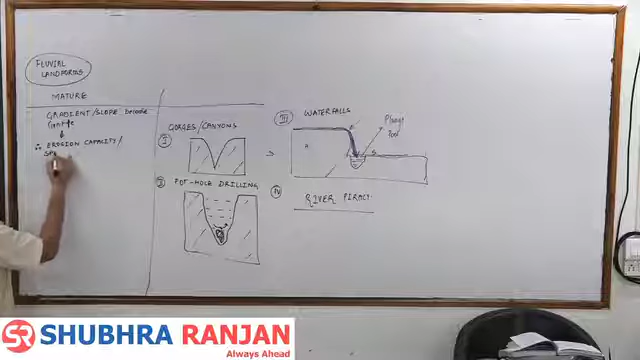 FLUVIAL
LANDFORMS
MATURE
GRADIENT/SLOPE become
Gentle
∴ EROSION CAPACITY/
GORGES/CANYONS
I
II POT-HOLE DRILLING
III WATERFALLS
Plunge
Pool
A
IV
RIVER PIRACY
SR SHUBHRA RANJAN
Always Ahead